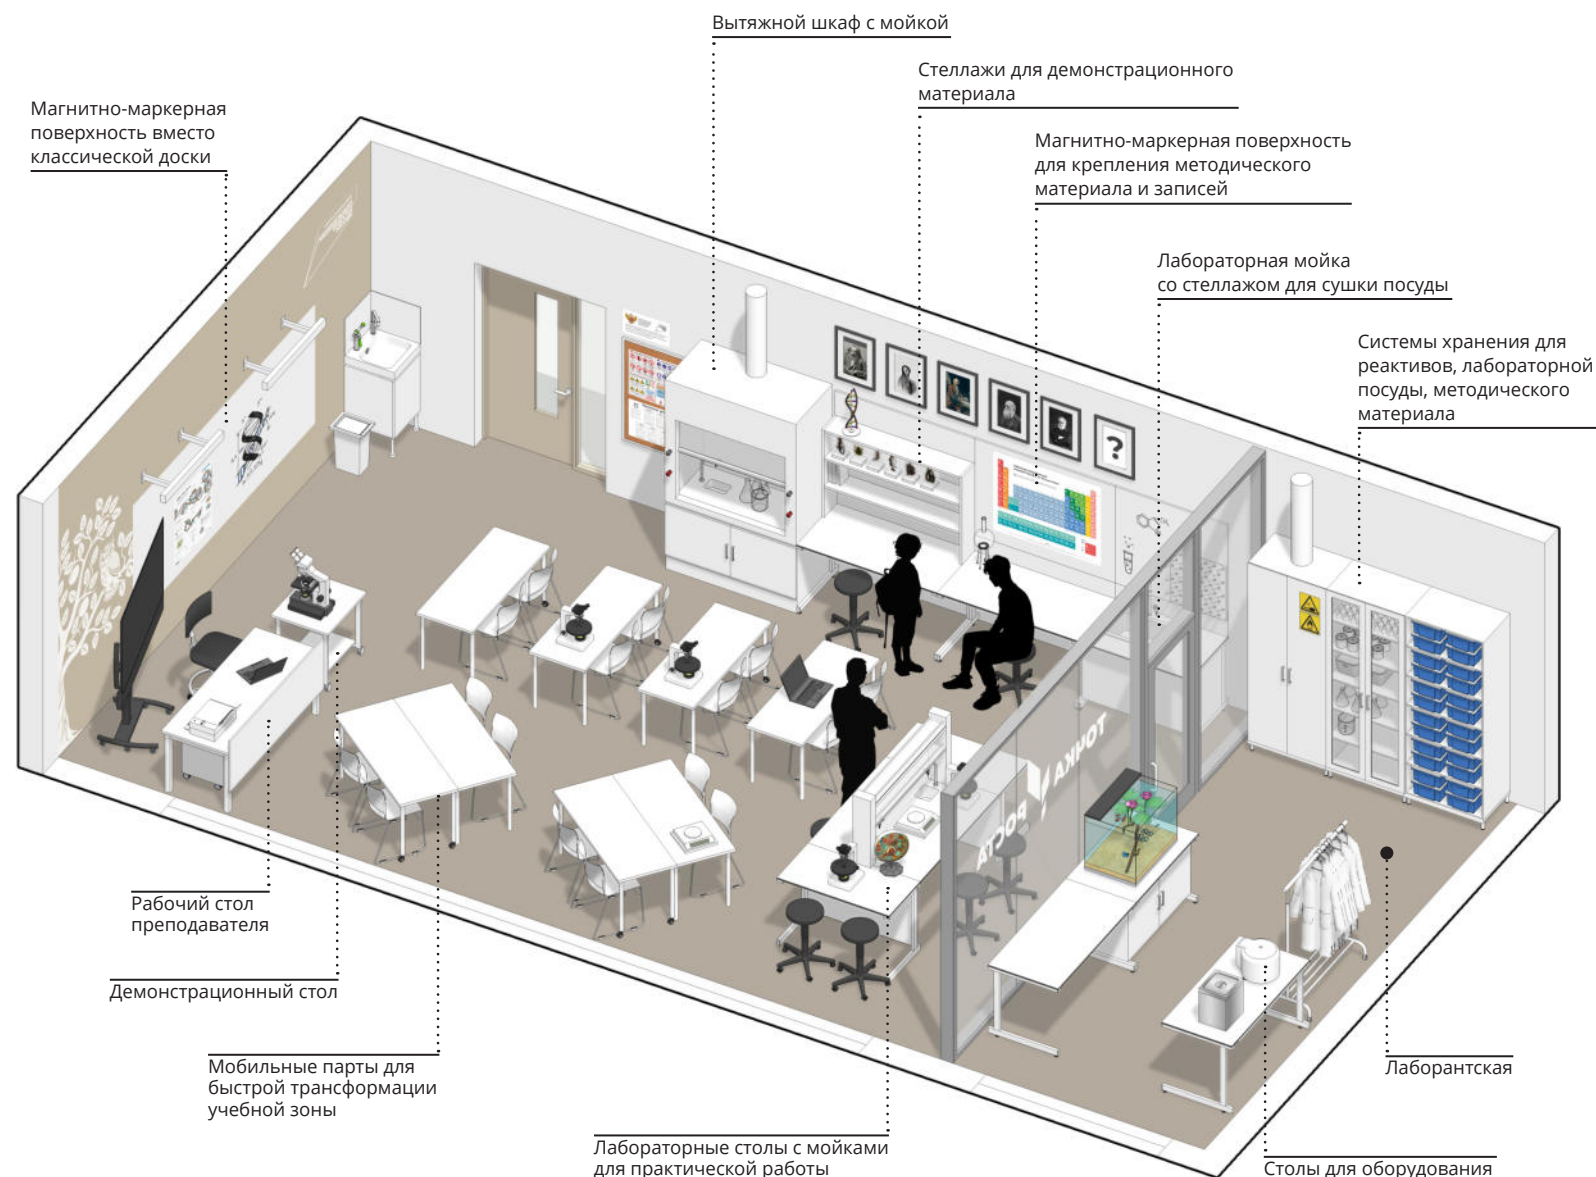 Вытяжной шкаф с мойкой
Стеллажи для демонстрационного
материала
Магнитно-маркерная
поверхность вместо
классической доски
Магнитно-маркерная поверхность
для крепления методического
материала и записей
Лабораторная мойка
со стеллажом для сушки посуды
Системы хранения для
реактивов, лабораторной
посуды, методического
материала
?
ТОЧКА
РОСТА
Рабочий стол
преподавателя
Демонстрационный стол
Мобильные парты для
быстрой трансформации
учебной зоны
Лабораторные столы с мойками
для практической работы
Лаборантская
Столы для оборудования